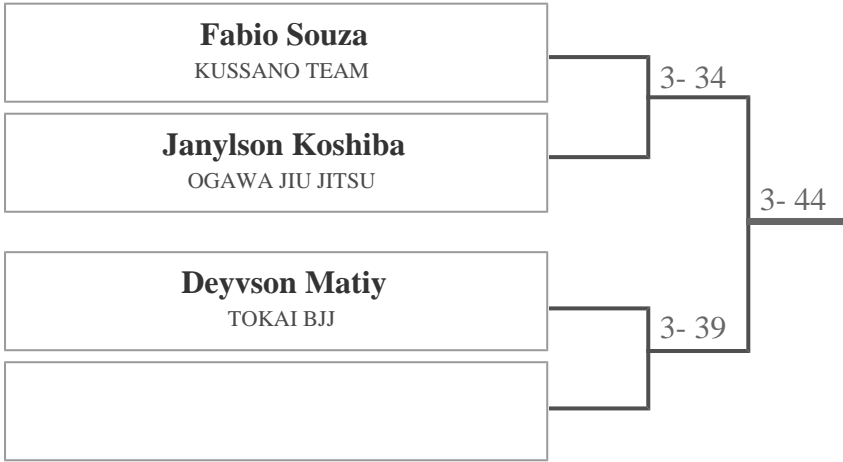 Fabio Souza
KUSSANO TEAM
3- 34
Janylson Koshiba
OGAWA JIU JITSU
3- 44
Deyvson Matiy
TOKAI BJJ
3- 39